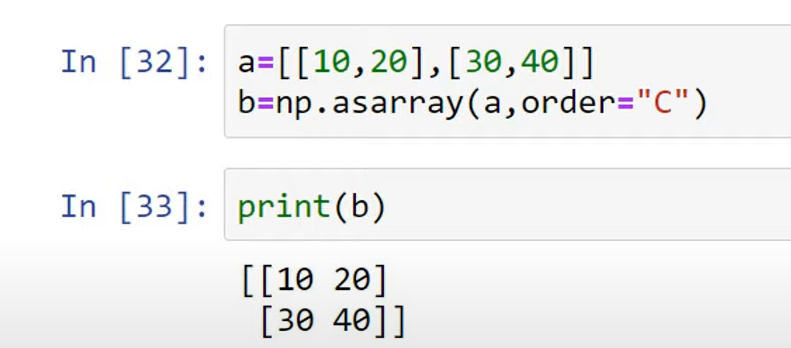 In [32]: a=[[10,20],[30,40]]
b=np.asarray(a,order="C")
In [33]: print(b)
[[10 20]
[30 40]]